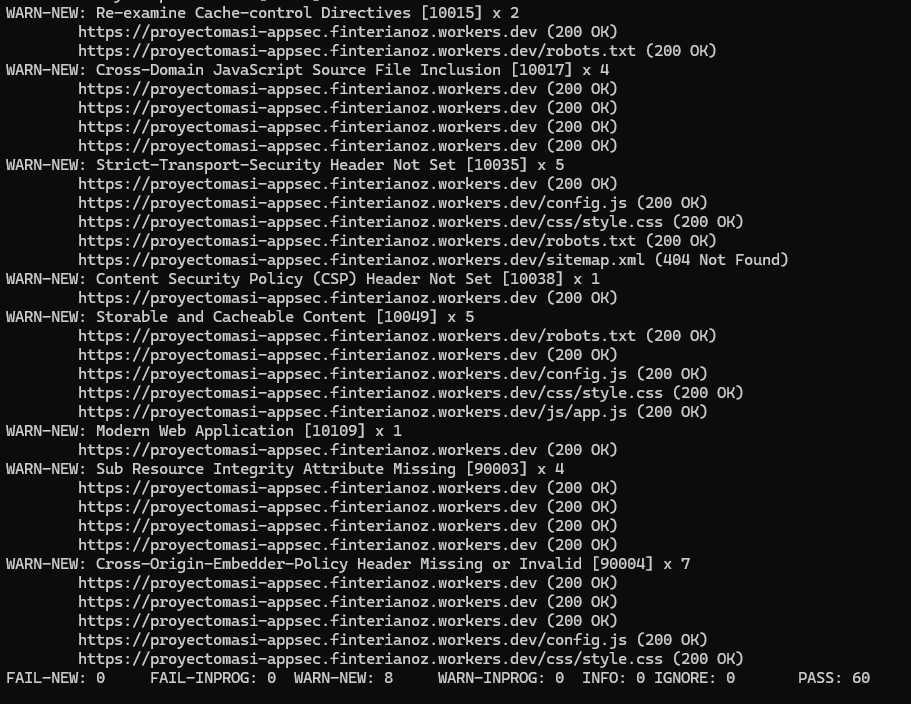 WARN-NEW: Re-examine Cache-control Directives [10015] x 2
https://proyectomasi-appsec.finterianoz.workers.dev (200 OK)
https://proyectomasi-appsec.finterianoz.workers.dev/robots.txt (200 OK)
WARN-NEW: Cross-Domain JavaScript Source File Inclusion [10017] x 4
https://proyectomasi-appsec.finterianoz.workers.dev (200 OK)
https://proyectomasi-appsec.finterianoz.workers.dev (200 OK)
https://proyectomasi-appsec.finterianoz.workers.dev (200 OK)
https://proyectomasi-appsec.finterianoz.workers.dev (200 OK)
WARN-NEW: Strict-Transport-Security Header Not Set [10035] x 5
https://proyectomasi-appsec.finterianoz.workers.dev (200 OK)
https://proyectomasi-appsec.finterianoz.workers.dev/config.js (200 OK)
https://proyectomasi-appsec.finterianoz.workers.dev/css/style.css (200 OK)
https://proyectomasi-appsec.finterianoz.workers.dev/robots.txt (200 OK)
https://proyectomasi-appsec.finterianoz.workers.dev/sitemap.xml (404 Not Found)
WARN-NEW: Content Security Policy (CSP) Header Not Set [10038] x 1
https://proyectomasi-appsec.finterianoz.workers.dev (200 OK)
WARN-NEW: Storable and Cacheable Content [10049] x 5
https://proyectomasi-appsec.finterianoz.workers.dev/robots.txt (200 OK)
https://proyectomasi-appsec.finterianoz.workers.dev (200 OK)
https://proyectomasi-appsec.finterianoz.workers.dev/config.js (200 OK)
https://proyectomasi-appsec.finterianoz.workers.dev/css/style.css (200 OK)
https://proyectomasi-appsec.finterianoz.workers.dev/js/app.js (200 OK)
WARN-NEW: Modern Web Application [10109] x 1
https://proyectomasi-appsec.finterianoz.workers.dev (200 OK)
WARN-NEW: Sub Resource Integrity Attribute Missing [90003] x 4
https://proyectomasi-appsec.finterianoz.workers.dev (200 OK)
https://proyectomasi-appsec.finterianoz.workers.dev (200 OK)
https://proyectomasi-appsec.finterianoz.workers.dev (200 OK)
https://proyectomasi-appsec.finterianoz.workers.dev (200 OK)
WARN-NEW: Cross-Origin-Embedder-Policy Header Missing or Invalid [90004] x 7
https://proyectomasi-appsec.finterianoz.workers.dev (200 OK)
https://proyectomasi-appsec.finterianoz.workers.dev (200 OK)
https://proyectomasi-appsec.finterianoz.workers.dev (200 OK)
https://proyectomasi-appsec.finterianoz.workers.dev/config.js (200 OK)
https://proyectomasi-appsec.finterianoz.workers.dev/css/style.css (200 OK)
FAIL-NEW: 0 FAIL-INPROG: 0 WARN-NEW: 8 WARN-INPROG: 0 INFO: 0 IGNORE: 0 PASS: 60